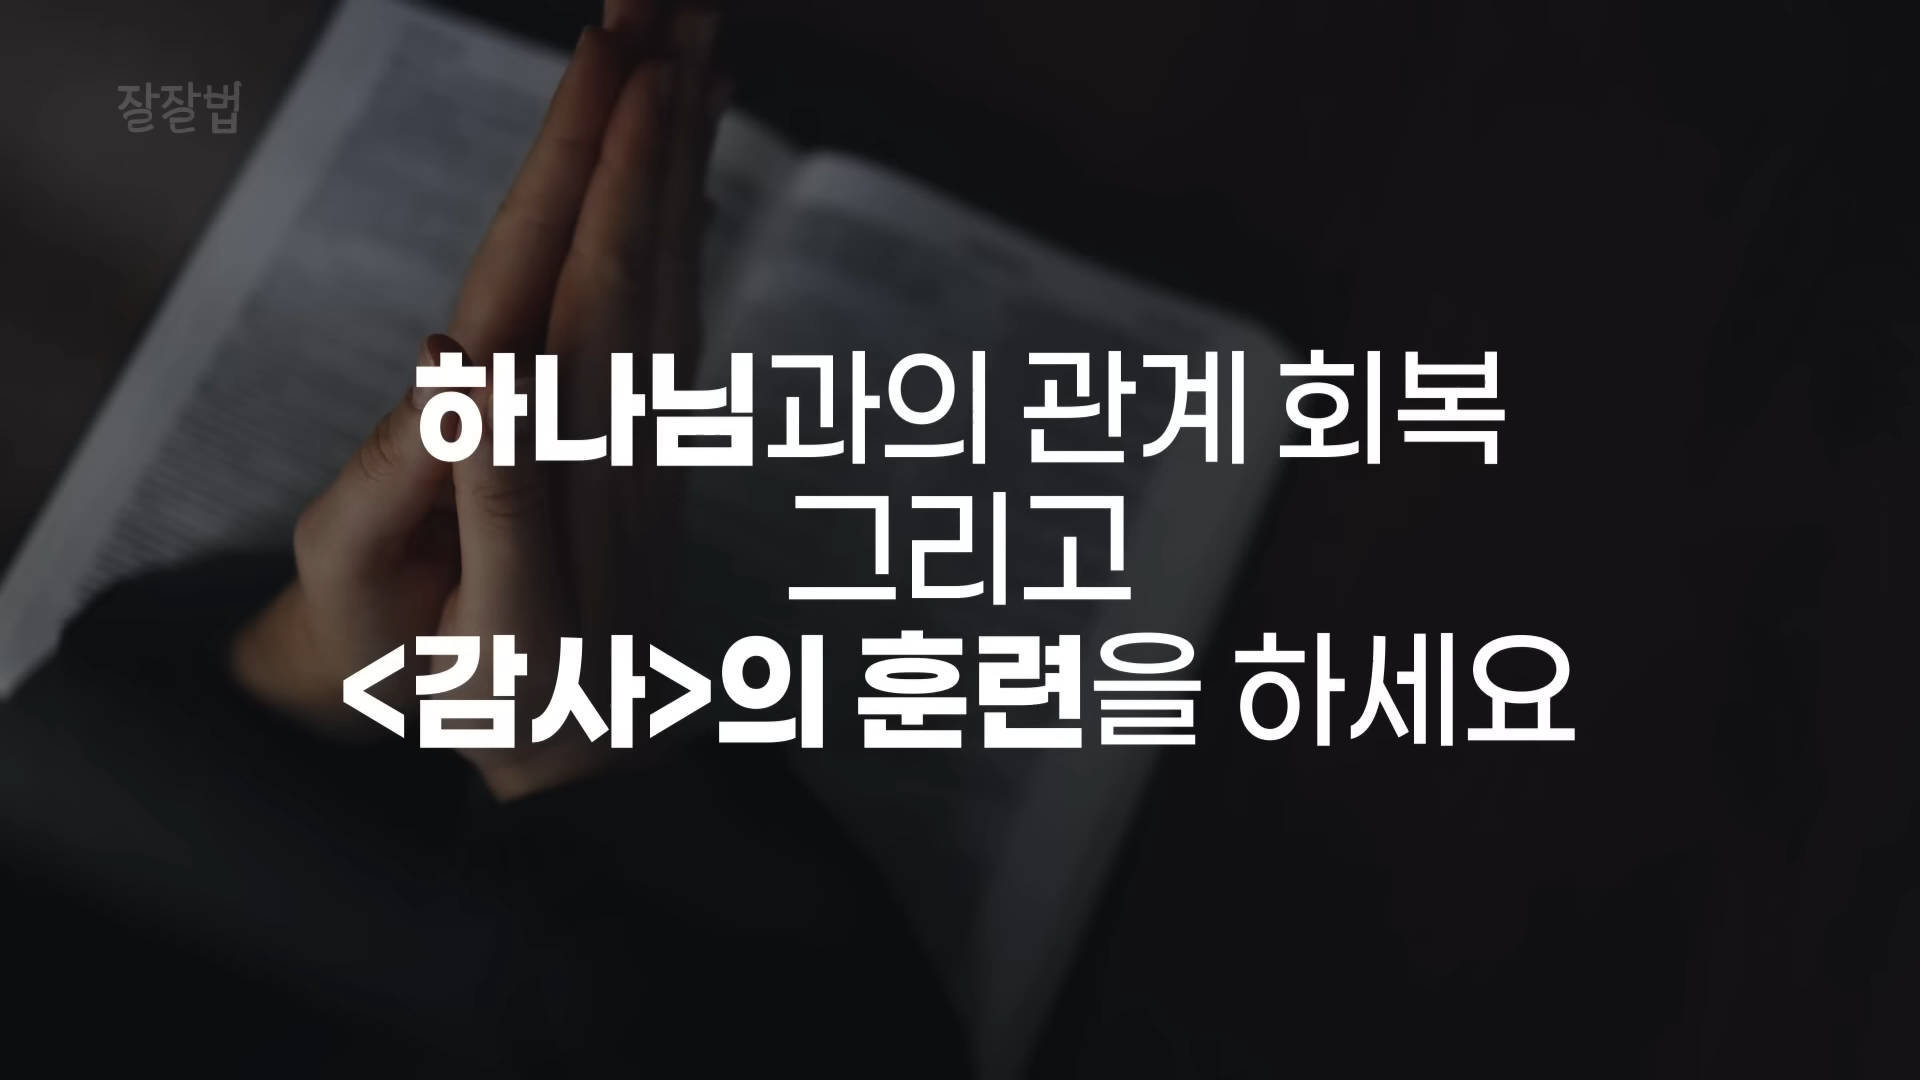 잘잘법
하나님과의 관계 회복
그리고
<감사>의 훈련을 하세요